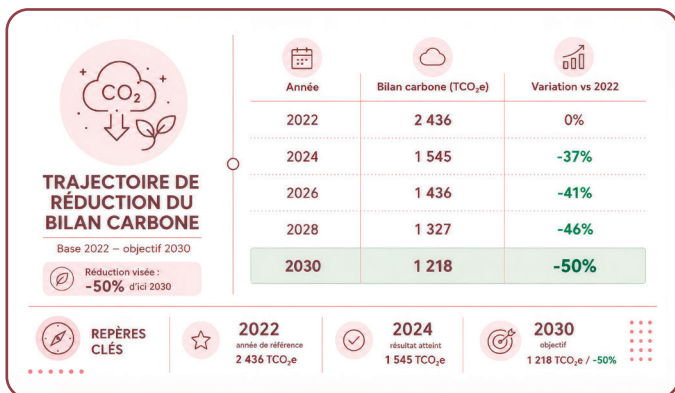 CO₂
TRAJECTOIRE DE
RÉDUCTION DU
BILAN CARBONE
Base 2022 – objectif 2030
Réduction visée :
-50% d'ici 2030
Année Bilan carbone (TCO₂e) Variation vs 2022
2022 2 436 0%
2024 1 545 -37%
2026 1 436 -41%
2028 1 327 -46%
2030 1 218 -50%
REPÈRES
CLÉS
2022
année de référence
2 436 TCO₂e
2024
résultat atteint
1 545 TCO₂e
2030
objectif
1 218 TCO₂e / -50%